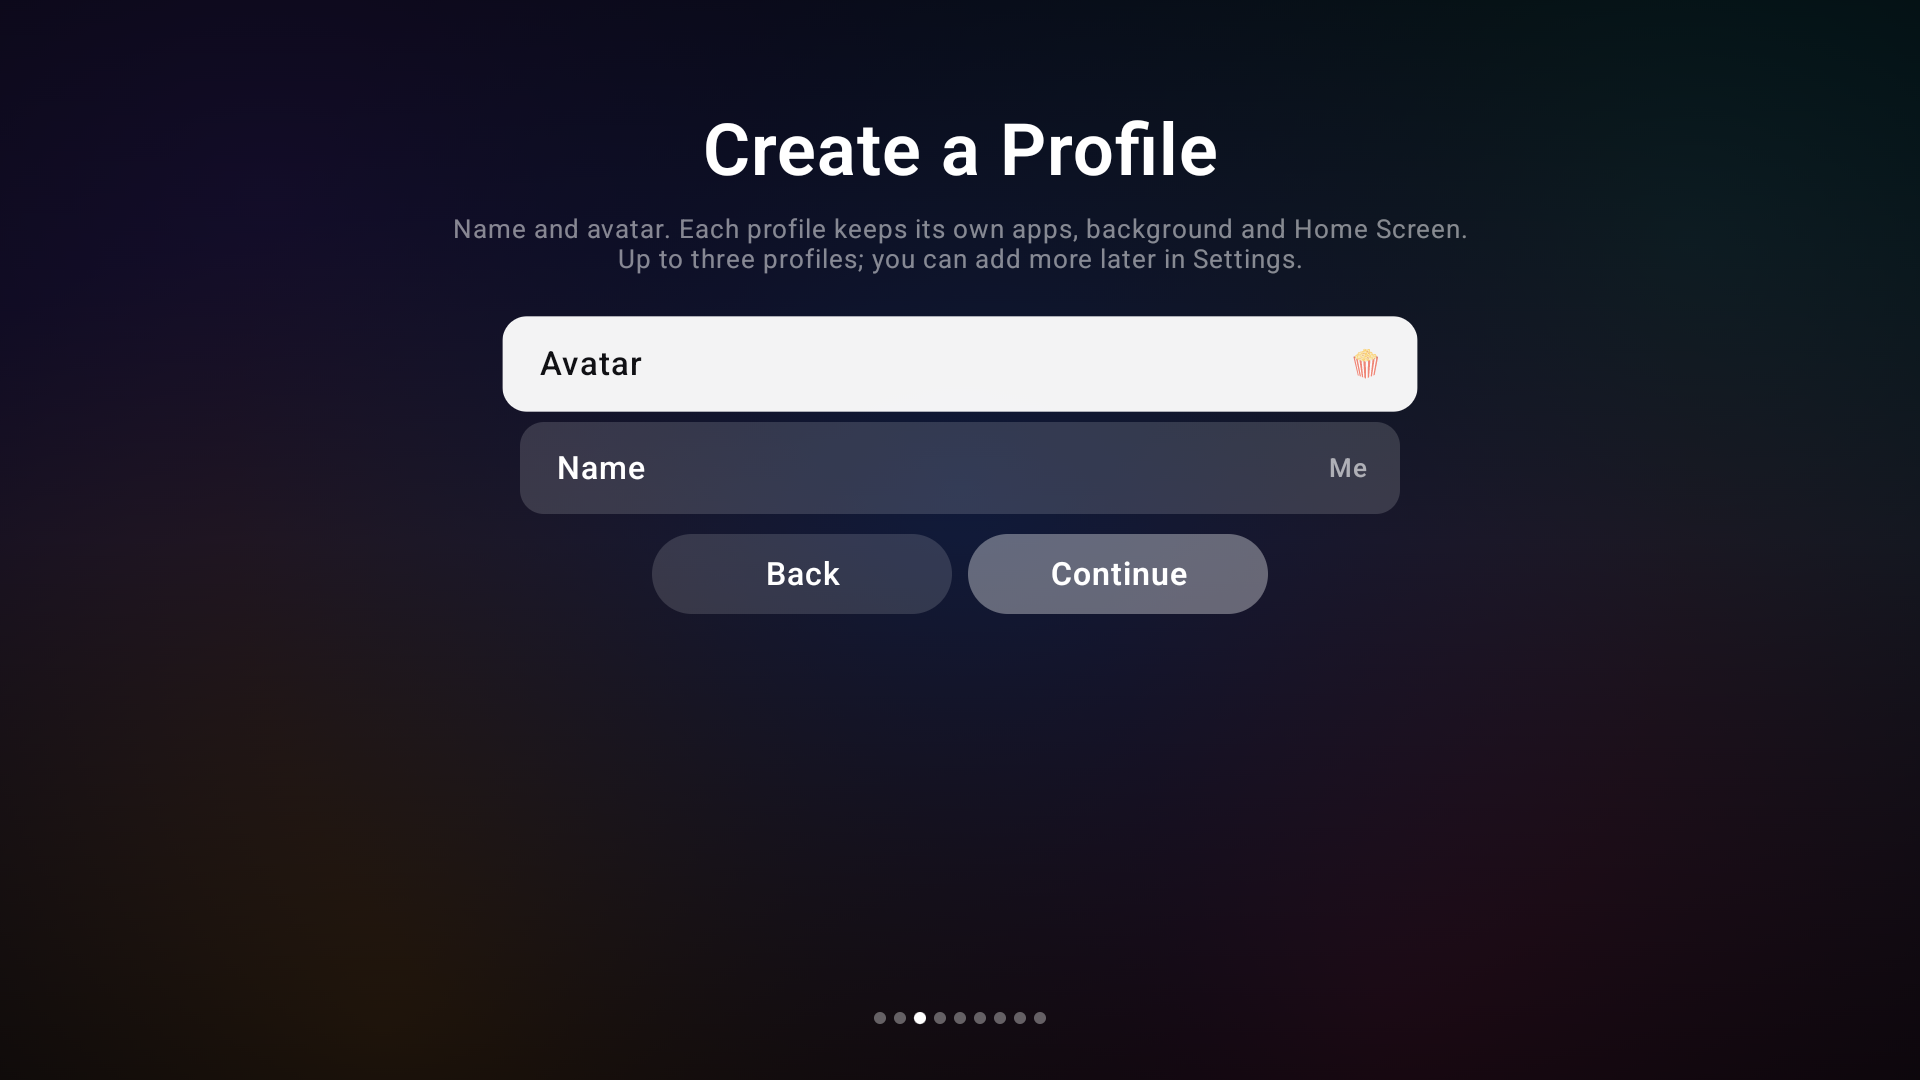 Create a Profile
Name and avatar. Each profile keeps its own apps, background and Home Screen.
Up to three profiles; you can add more later in Settings.
Avatar
Name
Me
Back
Continue